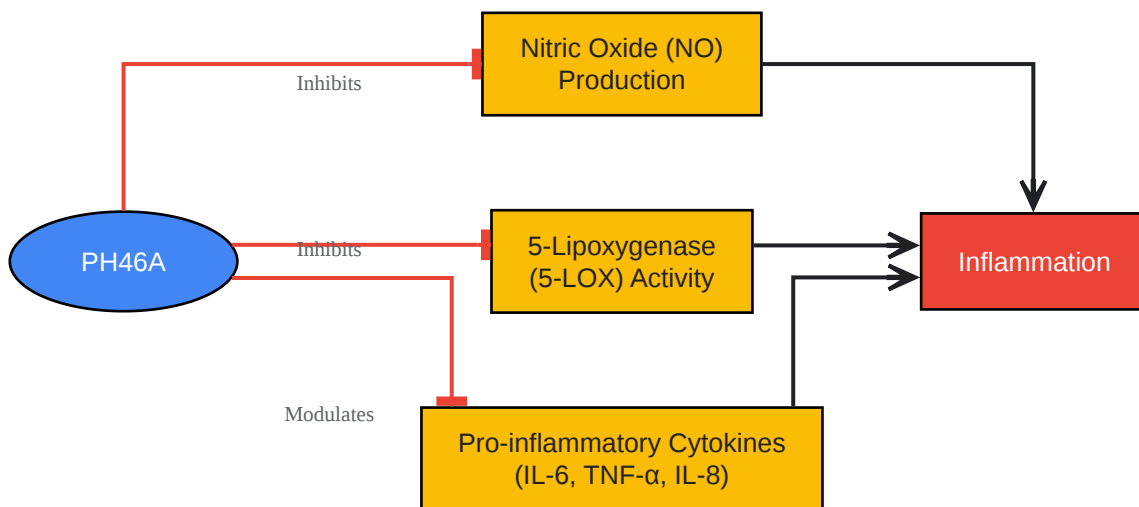 Nitric Oxide (NO)
Production
Inhibits
PH46A
Inhibits
5-Lipoxygenase
(5-LOX) Activity
Inflammation
Modulates
Pro-inflammatory Cytokines
(IL-6, TNF-α, IL-8)